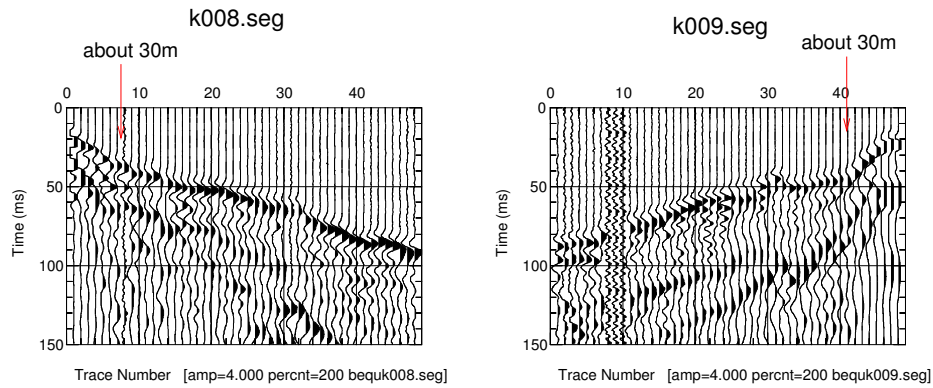 k008.seg
about 30m
0 10 20 30 40
0
50
100
150
Time (ms)
Trace Number [amp=4.000 percnt=200 bequk008.seg]
k009.seg
about 30m
0 10 20 30 40
0
50
100
150
Time (ms)
Trace Number [amp=4.000 percnt=200 bequk009.seg]